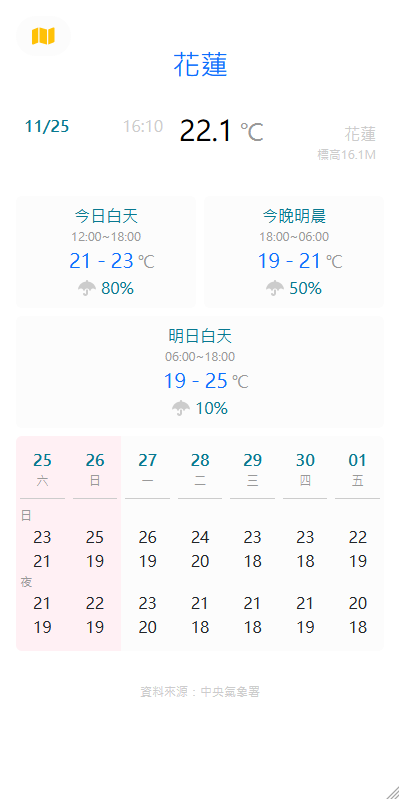 花蓮
11/25 16:10 22.1 ℃ 花蓮
標高16.1M
今日白天 今晚明晨
12:00~18:00 18:00~06:00
21 - 23 ℃ 19 - 21 ℃
80% 50%
明日白天
06:00~18:00
19 - 25 ℃
10%
25 26 27 28 29 30 01
六 日 一 二 三 四 五
日
23 25 26 24 23 23 22
21 19 19 20 18 18 19
夜
21 22 23 21 21 21 20
19 19 20 18 18 19 18
資料來源：中央氣象署